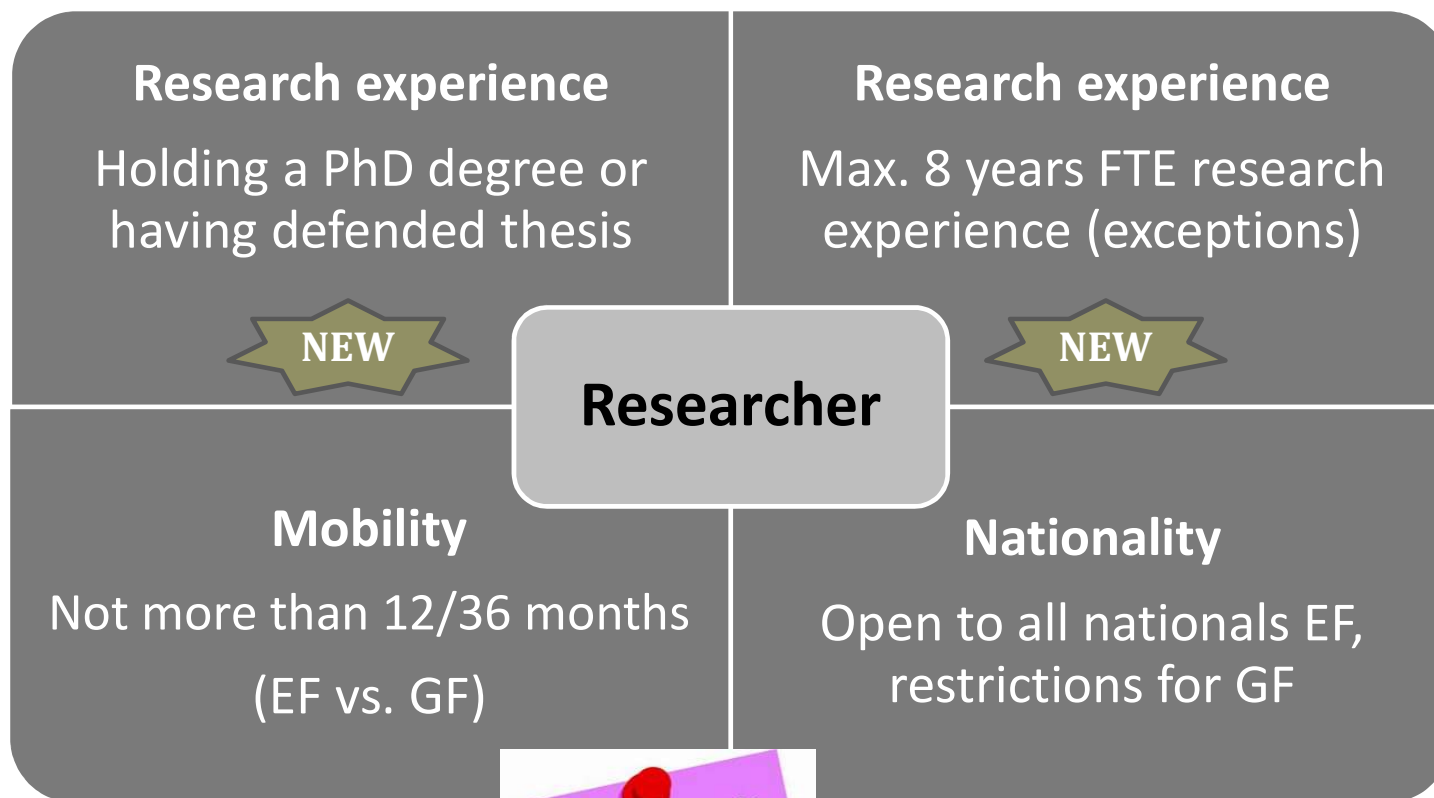 Research experience
Holding a PhD degree or
having defended thesis
NEW
Research experience
Max. 8 years FTE research
experience (exceptions)
NEW
Researcher
Mobility
Not more than 12/36 months
(EF vs. GF)
Nationality
Open to all nationals EF,
restrictions for GF